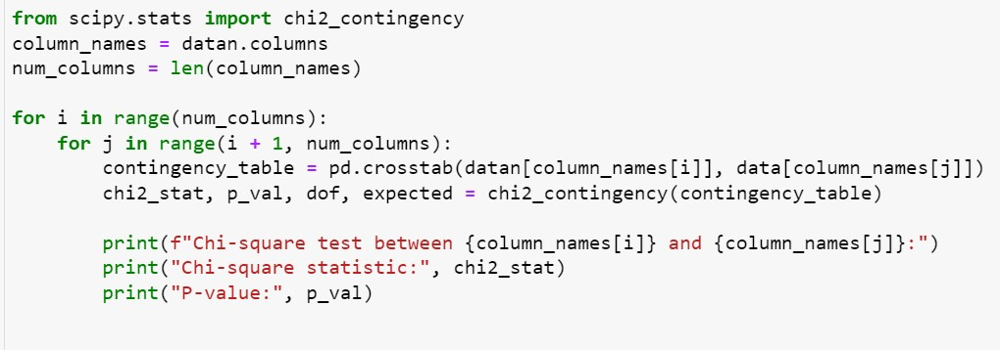 from scipy.stats import chi2_contingency
column_names = datan.columns
num_columns = len(column_names)

for i in range(num_columns):
    for j in range(i + 1, num_columns):
        contingency_table = pd.crosstab(datan[column_names[i]], data[column_names[j]])
        chi2_stat, p_val, dof, expected = chi2_contingency(contingency_table)

        print(f"Chi-square test between {column_names[i]} and {column_names[j]}:")
        print("Chi-square statistic:", chi2_stat)
        print("P-value:", p_val)